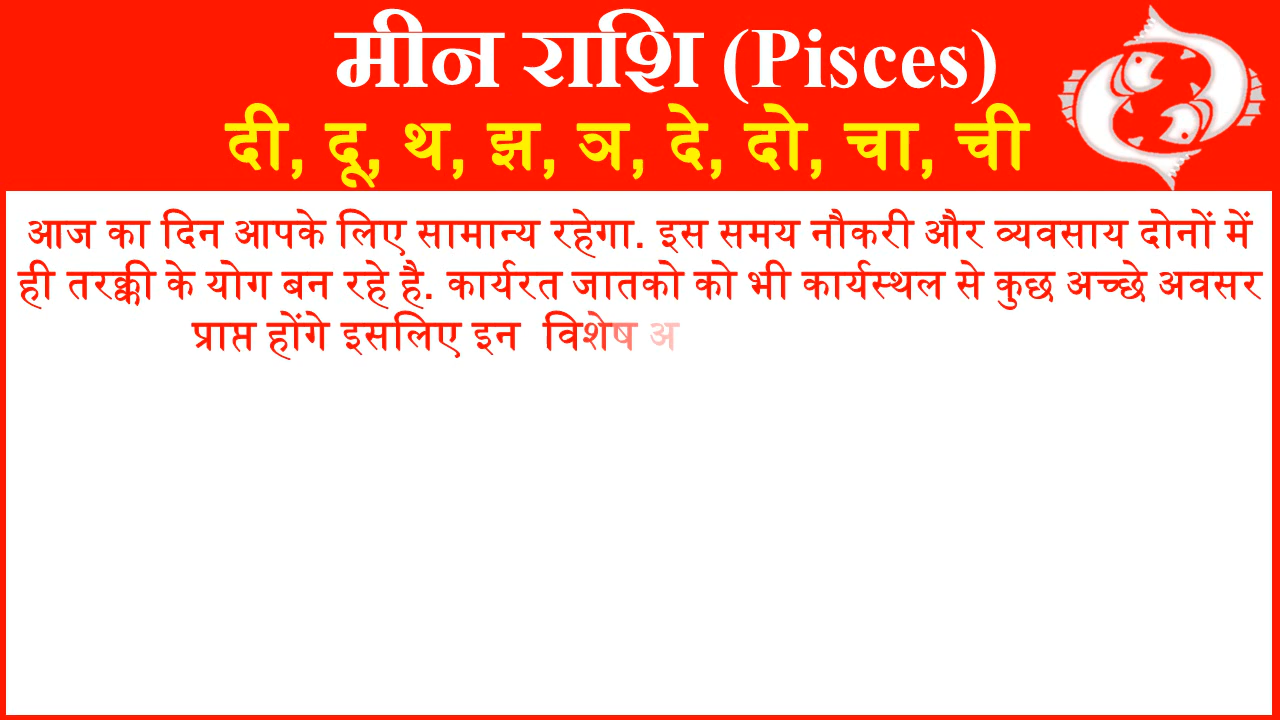 मीन राशि (Pisces)
दी, दू, थ, झ, ञ, दे, दो, चा, ची
आज का दिन आपके लिए सामान्य रहेगा. इस समय नौकरी और व्यवसाय दोनों में
ही तरक्की के योग बन रहे है. कार्यरत जातको को भी कार्यस्थल से कुछ अच्छे अवसर
प्राप्त होंगे इसलिए इन विशेष अ